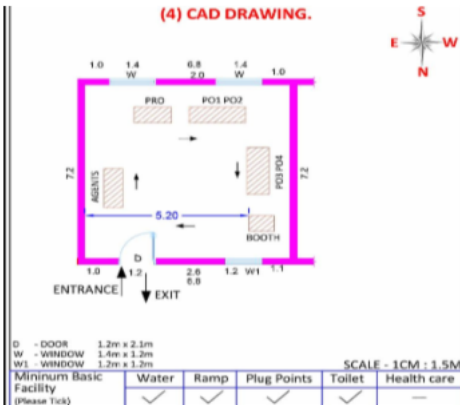 (4) CAD DRAWING.
S
E W
N
1.0 1.4 6.8 1.4 1.0
W 2.0 W
PRO PO1 PO2
7.2 AGENTS PO3 PO4 7.2
5.20
BOOTH
D
1.0 1.2 2.6 1.2 W1 1.1
6.8
ENTRANCE EXIT
D - DOOR 1.2m x 2.1m
W - WINDOW 1.4m x 1.2m
W1 - WINDOW 1.2m x 1.2m
SCALE - 1CM : 1.5M
Mininum Basic Facility (Please Tick) Water Ramp Plug Points Toilet Health care